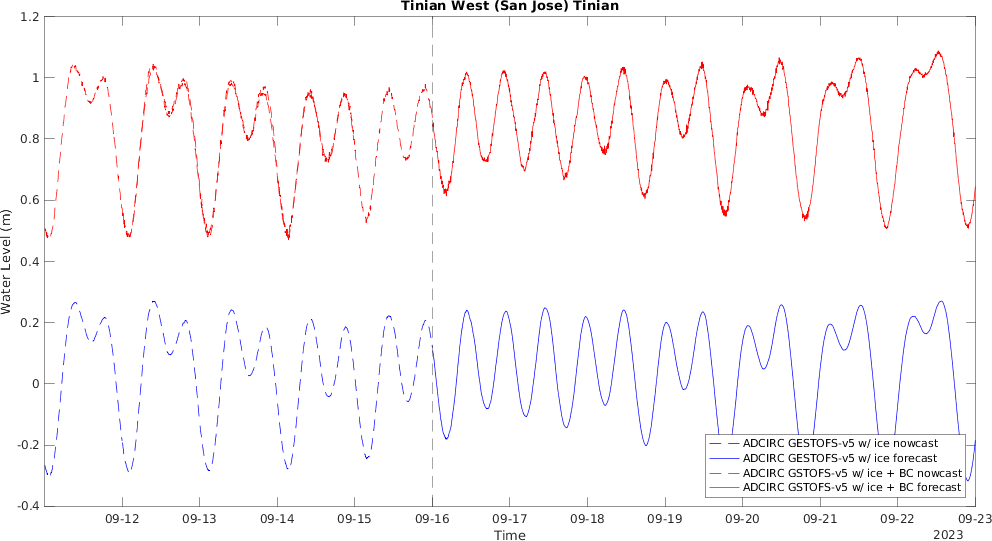 Tinian West (San Jose) Tinian
1.2
1
0.8
0.6
0.4
0.2
0
-0.2
-0.4
Water Level (m)
09-12 09-13 09-14 09-15 09-16 09-17 09-18 09-19 09-20 09-21 09-22 09-23
Time
2023
ADCIRC GESTOFS-v5 w/ ice nowcast
ADCIRC GESTOFS-v5 w/ ice forecast
ADCIRC GSTOFS-v5 w/ ice + BC nowcast
ADCIRC GSTOFS-v5 w/ ice + BC forecast